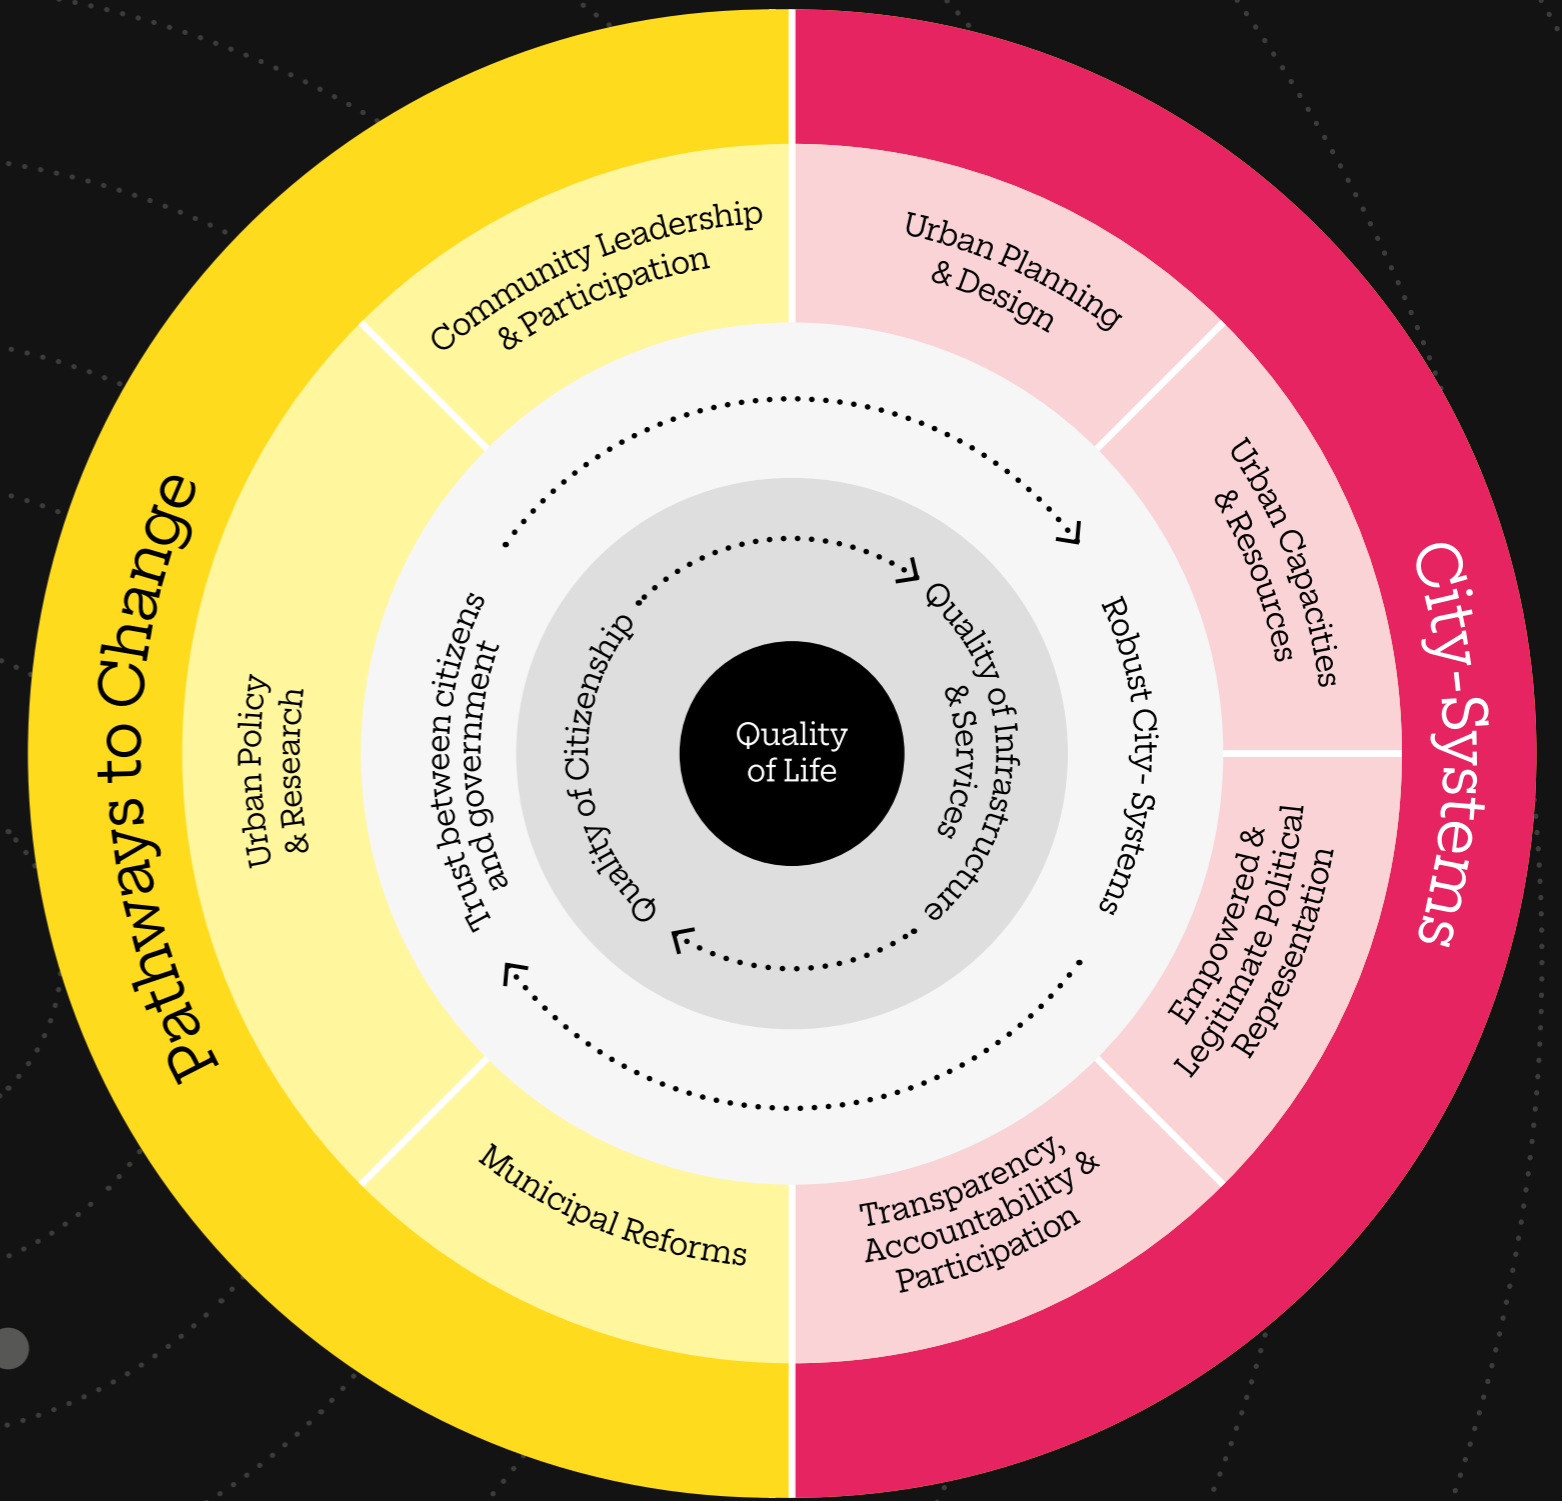 Pathways to Change
City-Systems
Community Leadership
& Participation
Urban Policy
& Research
Municipal Reforms
Urban Planning
& Design
Urban Capacities
& Resources
Empowered &
Legitimate Political
Representation
Transparency,
Accountability &
Participation
Trust between citizens
and government
Robust City- Systems
Quality of Citizenship
Quality of Infrastructure
& Services
Quality
of Life